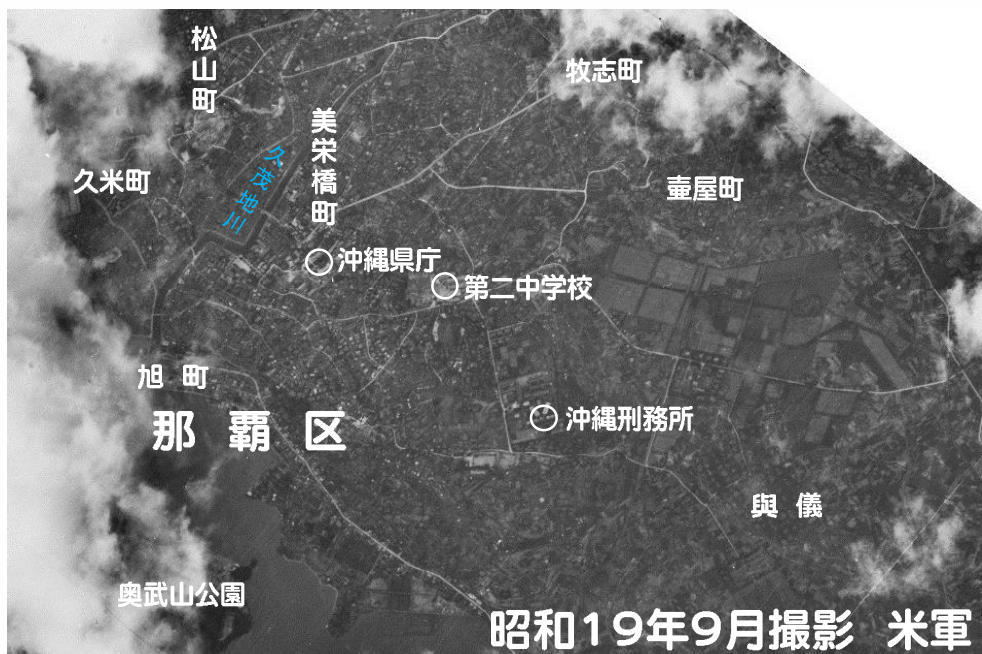 松山町
牧志町
美栄橋町
久茂地川
久米町
壷屋町
沖縄県庁
第二中学校
旭 町
那 覇 区
沖縄刑務所
與 儀
奥武山公園
昭和19年9月撮影 米軍